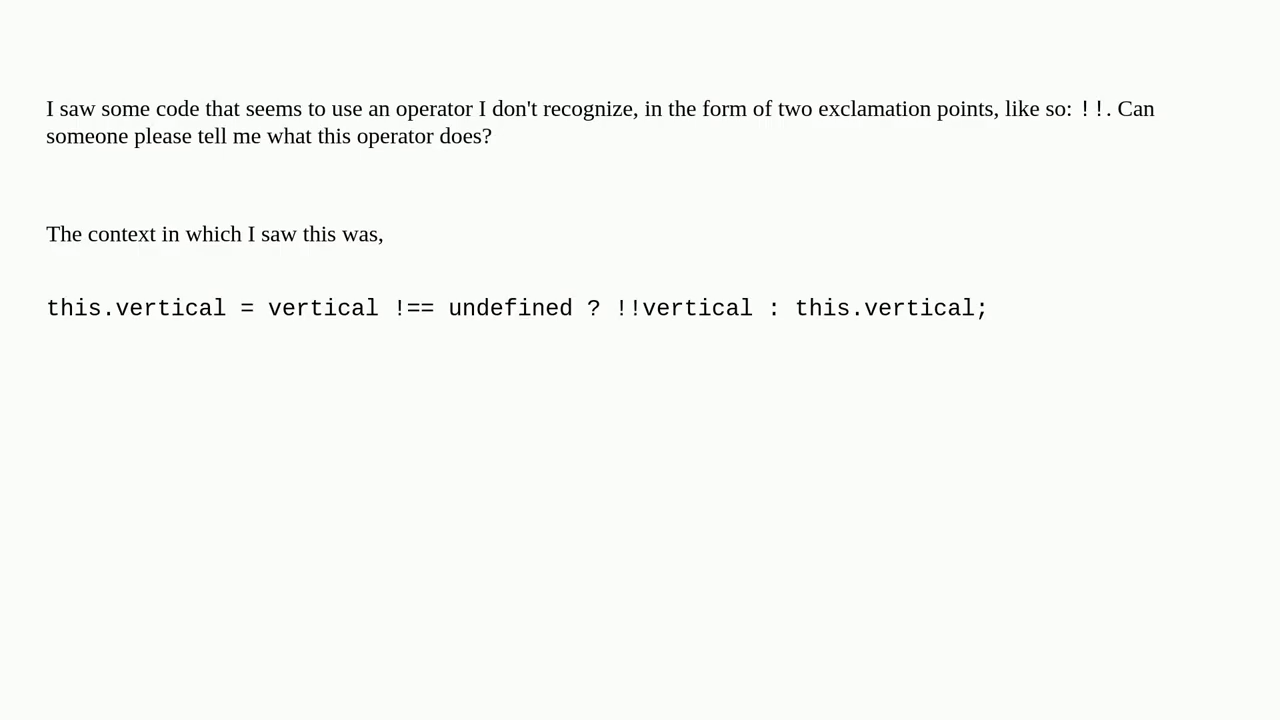 I saw some code that seems to use an operator I don't recognize, in the form of two exclamation points, like so: !!. Can
someone please tell me what this operator does?
The context in which I saw this was,
this.vertical = vertical !== undefined ? !!vertical : this.vertical;